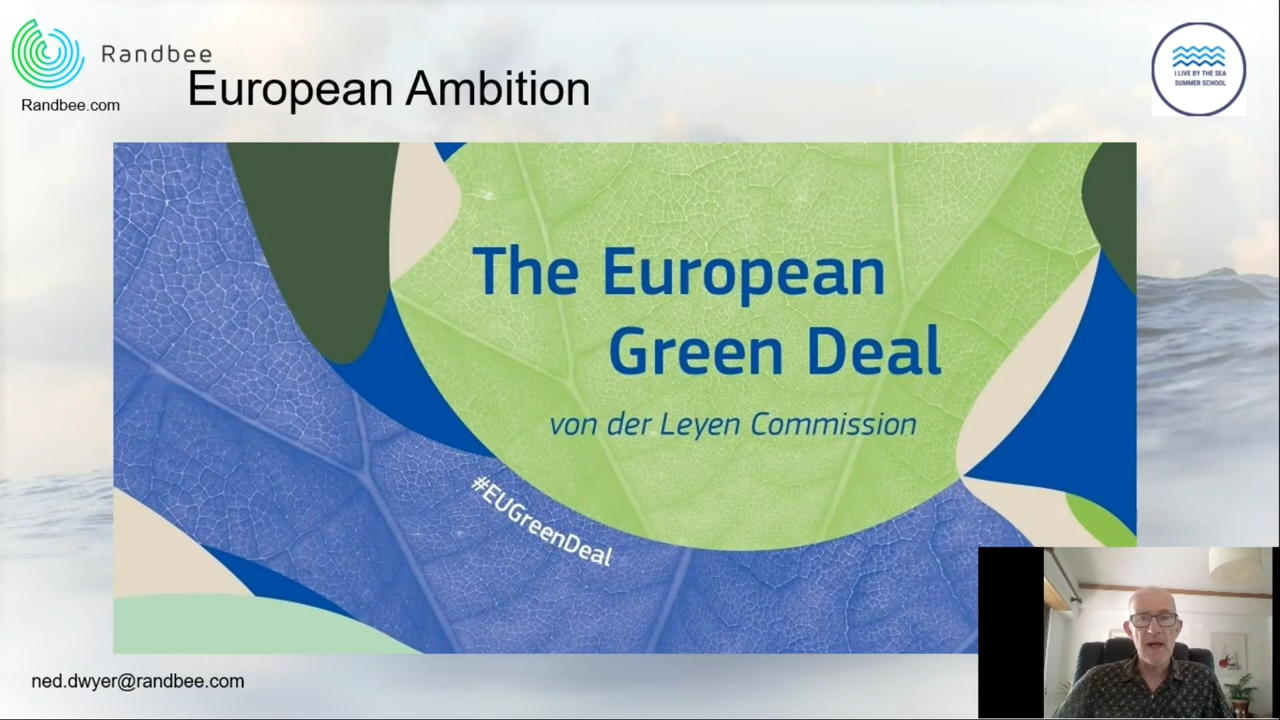 Randbee
Randbee.com
European Ambition
I LIVE BY THE SEA
SUMMER SCHOOL
The European
Green Deal
von der Leyen Commission
#EUGreenDeal
ned.dwyer@randbee.com